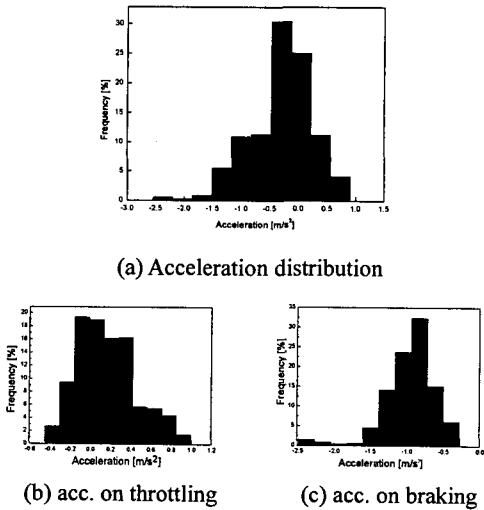 Frequency [%]
30
25
20
15
10
5
0
-3.0 -2.5 -2.0 -1.5 -1.0 -0.5 0.0 0.5 1.0 1.5
Acceleration [m/s²]
(a) Acceleration distribution
Frequency [%]
20
18
16
14
12
10
8
6
4
2
0
-0.6 -0.4 -0.2 0.0 0.2 0.4 0.6 0.8 1.0 1.2
Acceleration [m/s²]
(b) acc. on throttling
Frequency [%]
35
30
25
20
15
10
5
0
-2.5 -2.0 -1.5 -1.0 -0.5 0.0
Acceleration [m/s²]
(c) acc. on braking